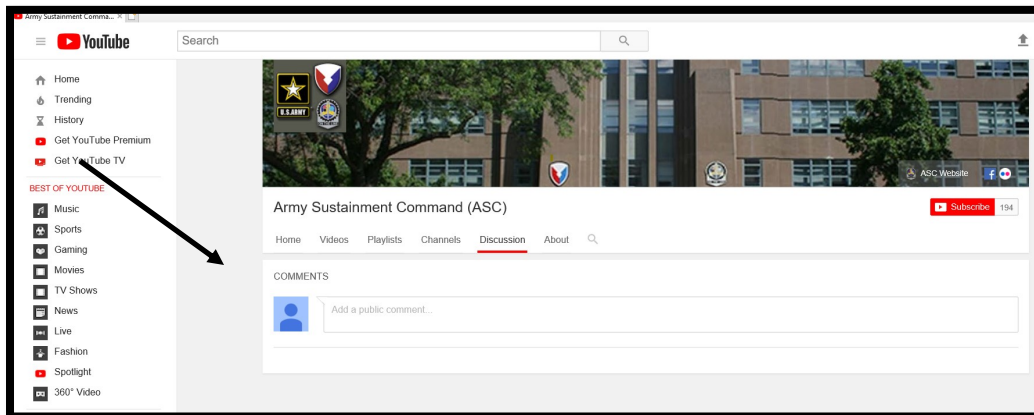 Army Sustainment Comma...
YouTube
Search
Home
Trending
History
Get YouTube Premium
Get YouTube TV
BEST OF YOUTUBE
Music
Sports
Gaming
Movies
TV Shows
News
Live
Fashion
Spotlight
360° Video
U.S.ARMY
ASC Website
Army Sustainment Command (ASC)
Subscribe 194
Home Videos Playlists Channels Discussion About
COMMENTS
Add a public comment...